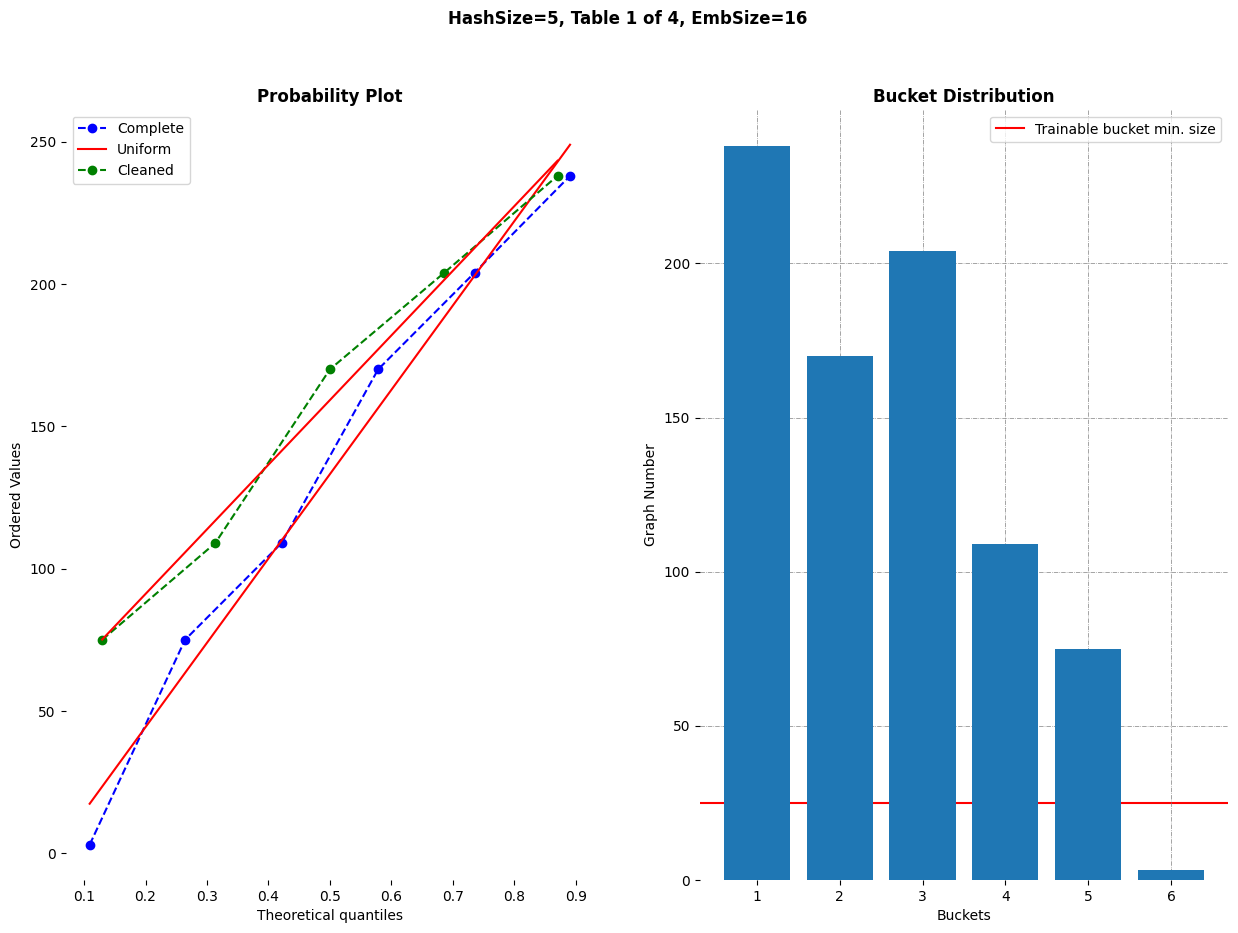 HashSize=5, Table 1 of 4, EmbSize=16
Probability Plot
Complete
Uniform
Cleaned
250
200
150
100
50
0
Ordered Values
0.1 0.2 0.3 0.4 0.5 0.6 0.7 0.8 0.9
Theoretical quantiles
Bucket Distribution
Trainable bucket min. size
200
150
100
50
0
Graph Number
1 2 3 4 5 6
Buckets